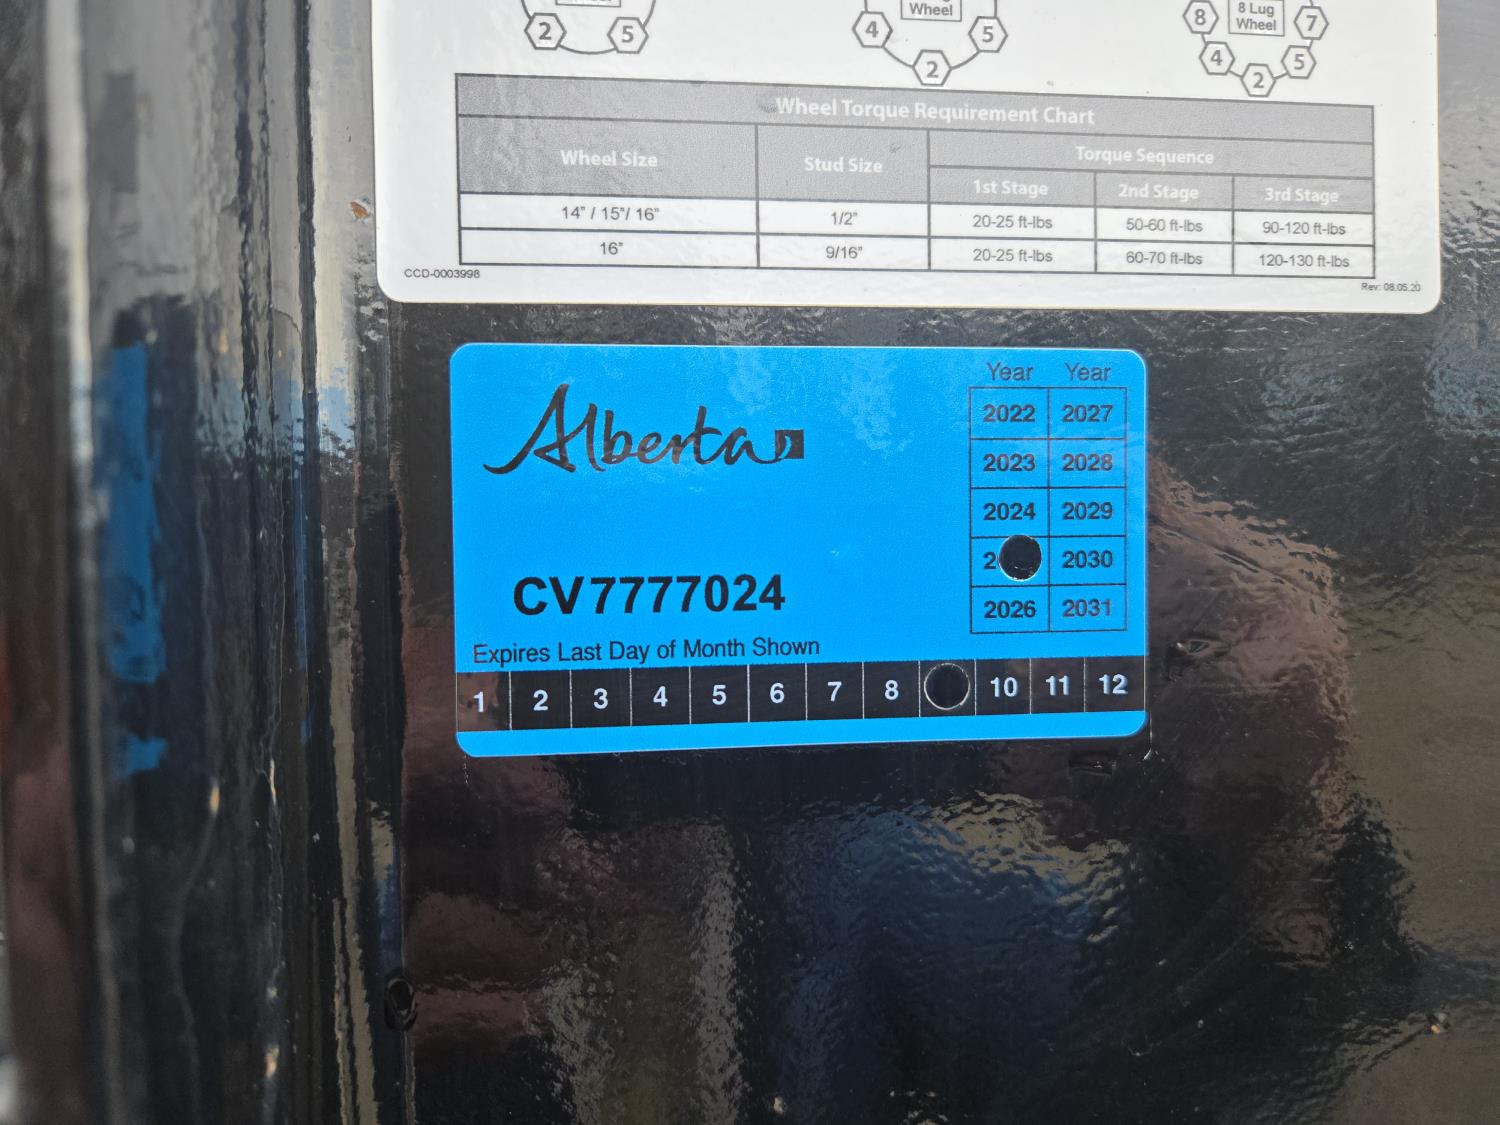 2 5
Wheel
4 5
2
8 Lug
Wheel
8 7
4 5
2
Wheel Torque Requirement Chart
Wheel Size Stud Size Torque Sequence
1st Stage 2nd Stage 3rd Stage
14" / 15"/ 16" 1/2" 20-25 ft-lbs 50-60 ft-lbs 90-120 ft-lbs
16" 9/16" 20-25 ft-lbs 60-70 ft-lbs 120-130 ft-lbs
CCD-0003998 Rev: 08.05.20
Alberta
Year Year
2022 2027
2023 2028
2024 2029
2 2030
2026 2031
CV7777024
Expires Last Day of Month Shown
1 2 3 4 5 6 7 8 10 11 12